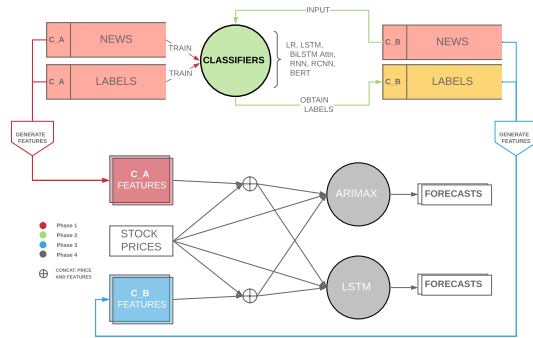 INPUT
C_A NEWS
TRAIN
CLASSIFIERS
LR, LSTM,
BiLSTM Attn,
RNN, RCNN,
BERT
C_B NEWS
C_A LABELS
TRAIN
C_B LABELS
OBTAIN
LABELS
GENERATE
FEATURES
GENERATE
FEATURES
C_A
FEATURES
ARIMAX
FORECASTS
STOCK
PRICES
Phase 1
Phase 2
Phase 3
Phase 4
CONCAT. PRICE
AND FEATURES
C_B
FEATURES
LSTM
FORECASTS